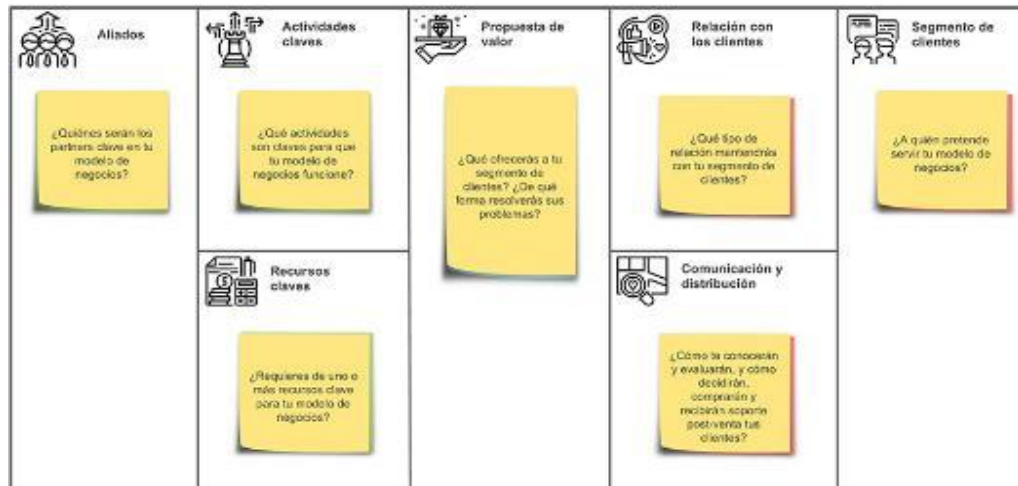 Aliados
¿Quiénes serán los
partners clave en tu
modelo de
negocios?
Actividades
claves
¿Qué actividades
son claves para que
tu modelo de
negocios funcione?
Recursos
claves
¿Requieres de uno o
más recursos clave
para tu modelo de
negocios?
Propuesta de
valor
¿Qué ofrecerás a tu
segmento de
clientes? ¿De qué
forma resolverás sus
problemas?
Relación con
los clientes
¿Qué tipo de
relación mantendrás
con tu segmento de
clientes?
Comunicación y
distribución
¿Cómo te conocerán
y evaluarán, y cómo
decidirán,
comprarán y
recibirán soporte
post-venta tus
clientes?
Segmento de
clientes
¿A quién pretende
servir tu modelo de
negocios?